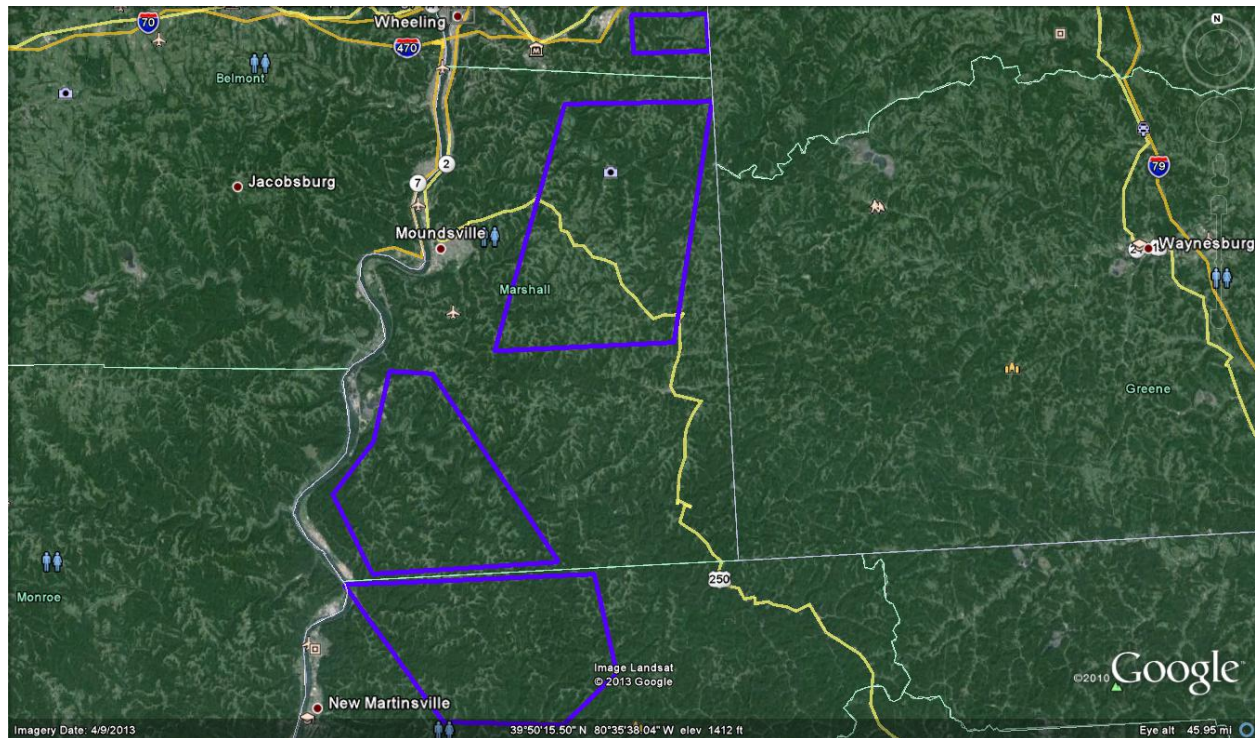 70
Wheeling
470
Belmont
2
Jacobsburg
7
79
Moundsville
Waynesburg
Marshall
Greene
250
Monroe
Image Landsat
© 2013 Google
©2010 Google
New Martinsville
Imagery Date: 4/9/2013
39°50'15.50" N 80°35'38.04" W elev 1412 ft
Eye alt 45.95 mi
N